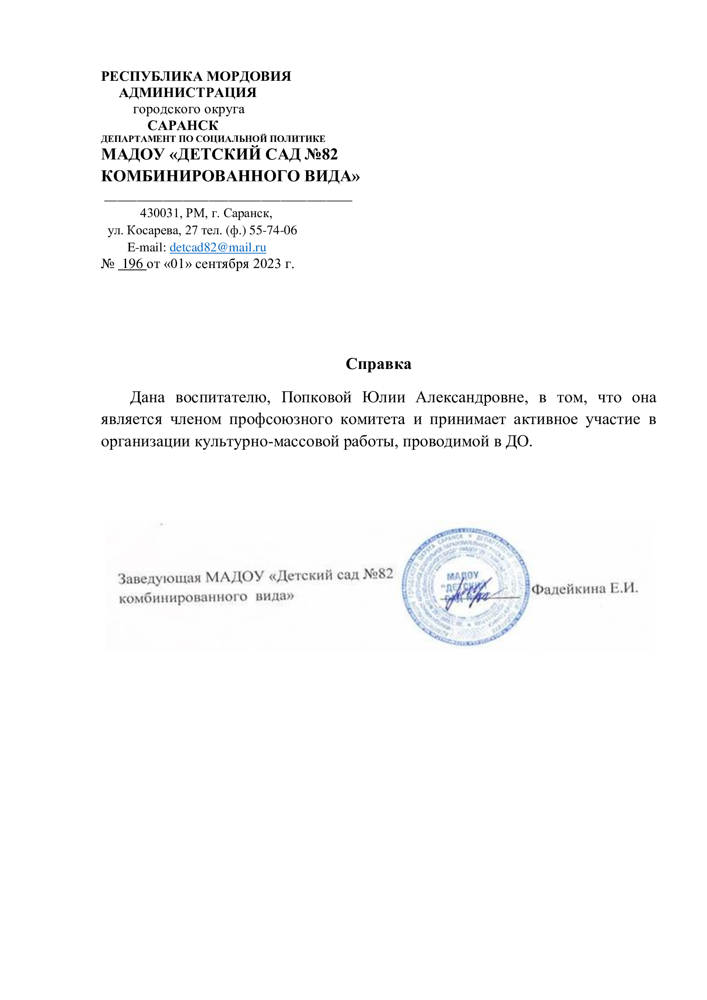 РЕСПУБЛИКА МОРДОВИЯ
АДМИНИСТРАЦИЯ
городского округа
САРАНСК
ДЕПАРТАМЕНТ ПО СОЦИАЛЬНОЙ ПОЛИТИКЕ
МАДОУ «ДЕТСКИЙ САД №82
КОМБИНИРОВАННОГО ВИДА»
430031, РМ, г. Саранск,
ул. Косарева, 27 тел. (ф.) 55-74-06
E-mail: detcad82@mail.ru
№ 196 от «01» сентября 2023 г.
Справка
Дана воспитателю, Попковой Юлии Александровне, в том, что она
является членом профсоюзного комитета и принимает активное участие в
организации культурно-массовой работы, проводимой в ДО.
Заведующая МАДОУ «Детский сад №82
комбинированного вида»
МАДОУ
"ДЕТСКИЙ
САД
Фадейкина Е.И.